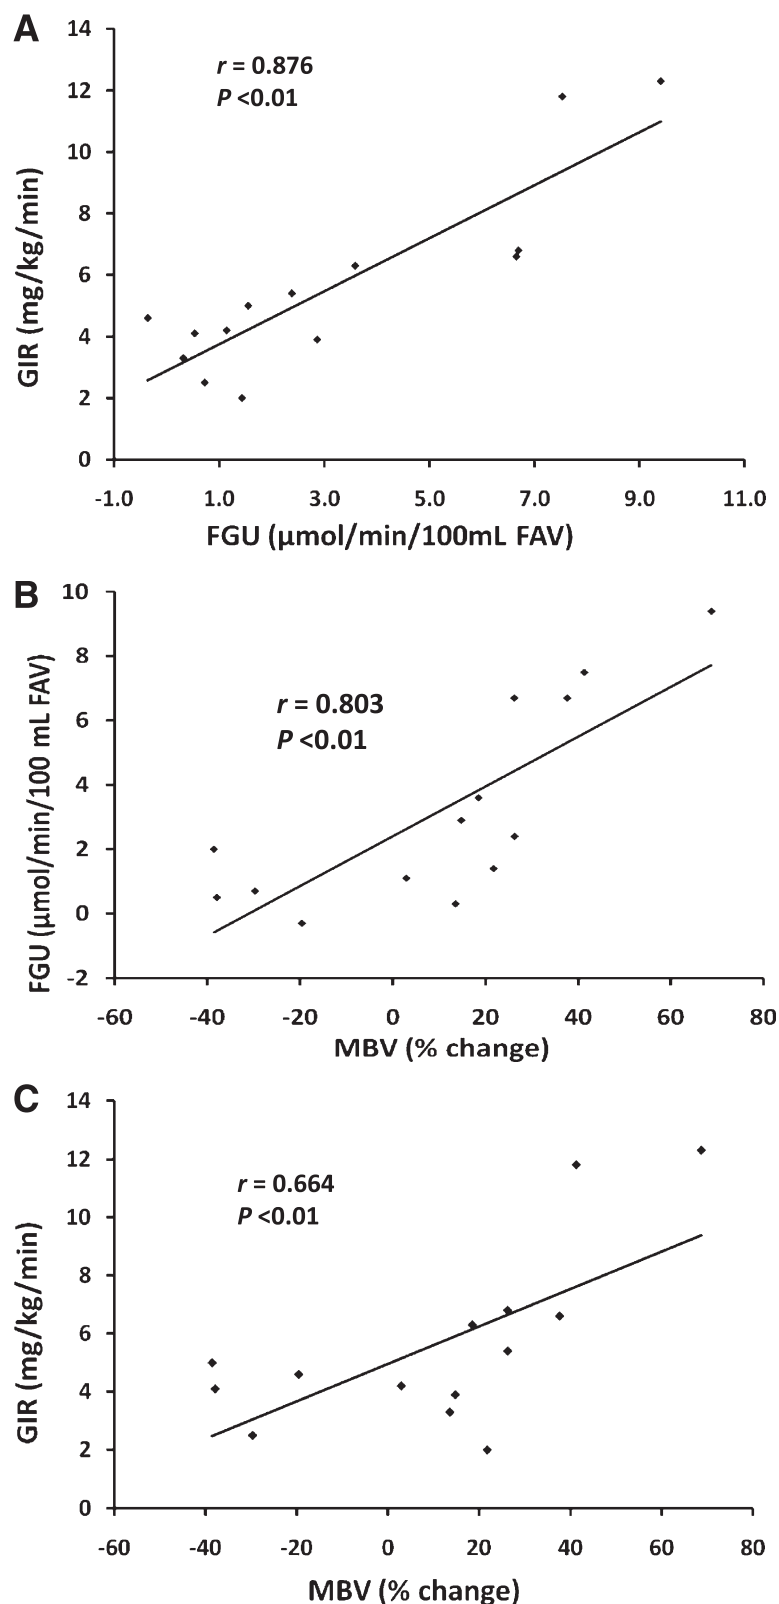 A
14
12
10
8
6
4
2
0
GIR (mg/kg/min)
r = 0.876
P <0.01
-1.0 1.0 3.0 5.0 7.0 9.0 11.0
FGU (µmol/min/100mL FAV)
B
10
8
6
4
2
0
-2
FGU (µmol/min/100 mL FAV)
r = 0.803
P <0.01
-60 -40 -20 0 20 40 60 80
MBV (% change)
C
14
12
10
8
6
4
2
0
GIR (mg/kg/min)
r = 0.664
P <0.01
-60 -40 -20 0 20 40 60 80
MBV (% change)